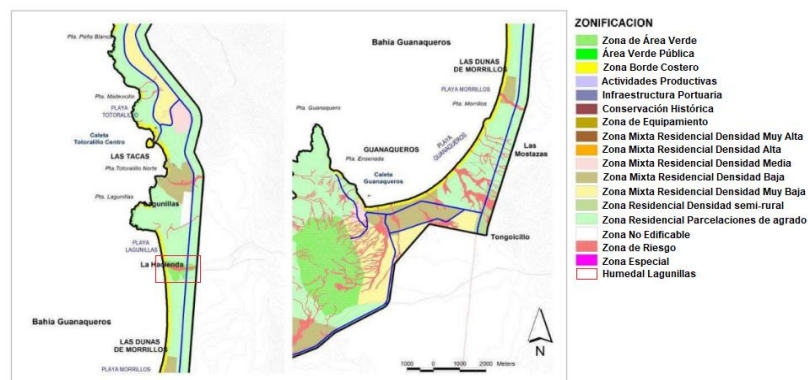 Pta. Peña Blanca
Pta. Mateocillo
PLAYA
TOTORALILLO
Caleta
Totoralillo Centro
LAS TACAS
Pta. Totoralillo Norte
Pta. Lagunillas
Lagunillas
PLAYA
LAGUNILLAS
La Hacienda
Bahía Guanaqueros
LAS DUNAS
DE MORRILLOS
PLAYA MORRILLOS
Bahía Guanaqueros
LAS DUNAS
DE MORRILLOS
PLAYA MORRILLOS
Pta. Morrillos
Pta. Guanaquero
GUANAQUEROS
PLAYA
GUANAQUEROS
Pta. Ensenada
Caleta
Guanaqueros
Las
Mostazas
Tongoicillo
1000 0 1000 2000 Meters
N
ZONIFICACION
Zona de Área Verde
Área Verde Pública
Zona Borde Costero
Actividades Productivas
Infraestructura Portuaria
Conservación Histórica
Zona de Equipamiento
Zona Mixta Residencial Densidad Muy Alta
Zona Mixta Residencial Densidad Alta
Zona Mixta Residencial Densidad Media
Zona Mixta Residencial Densidad Baja
Zona Mixta Residencial Densidad Muy Baja
Zona Residencial Densidad semi-rural
Zona Residencial Parcelaciones de agrado
Zona No Edificable
Zona de Riesgo
Zona Especial
Humedal Lagunillas